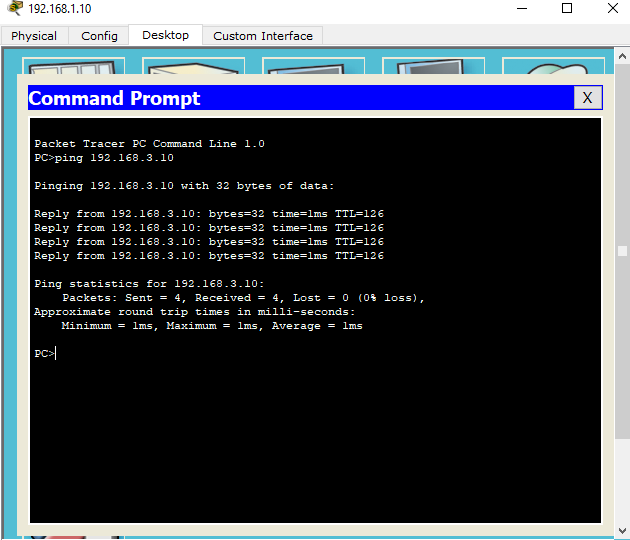 192.168.1.10
Physical Config Desktop Custom Interface
Command Prompt X
Packet Tracer PC Command Line 1.0
PC>ping 192.168.3.10
Pinging 192.168.3.10 with 32 bytes of data:
Reply from 192.168.3.10: bytes=32 time=1ms TTL=126
Reply from 192.168.3.10: bytes=32 time=1ms TTL=126
Reply from 192.168.3.10: bytes=32 time=1ms TTL=126
Reply from 192.168.3.10: bytes=32 time=1ms TTL=126
Ping statistics for 192.168.3.10:
Packets: Sent = 4, Received = 4, Lost = 0 (0% loss),
Approximate round trip times in milli-seconds:
Minimum = 1ms, Maximum = 1ms, Average = 1ms
PC>